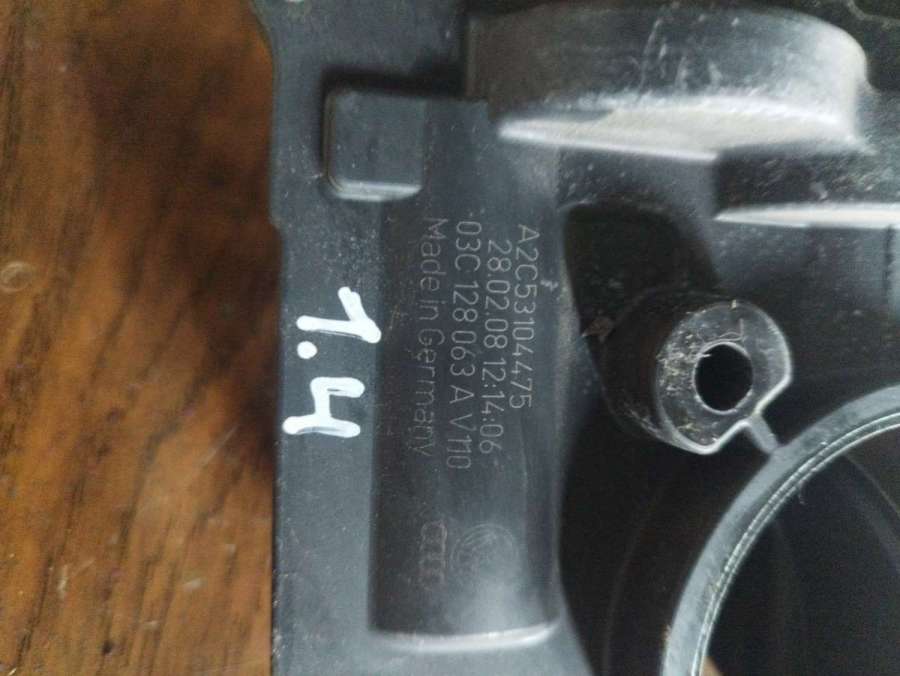 A2C53104475
28.02.08 12:14:06
03C 128 063 A V110
Made in Germany
1.4